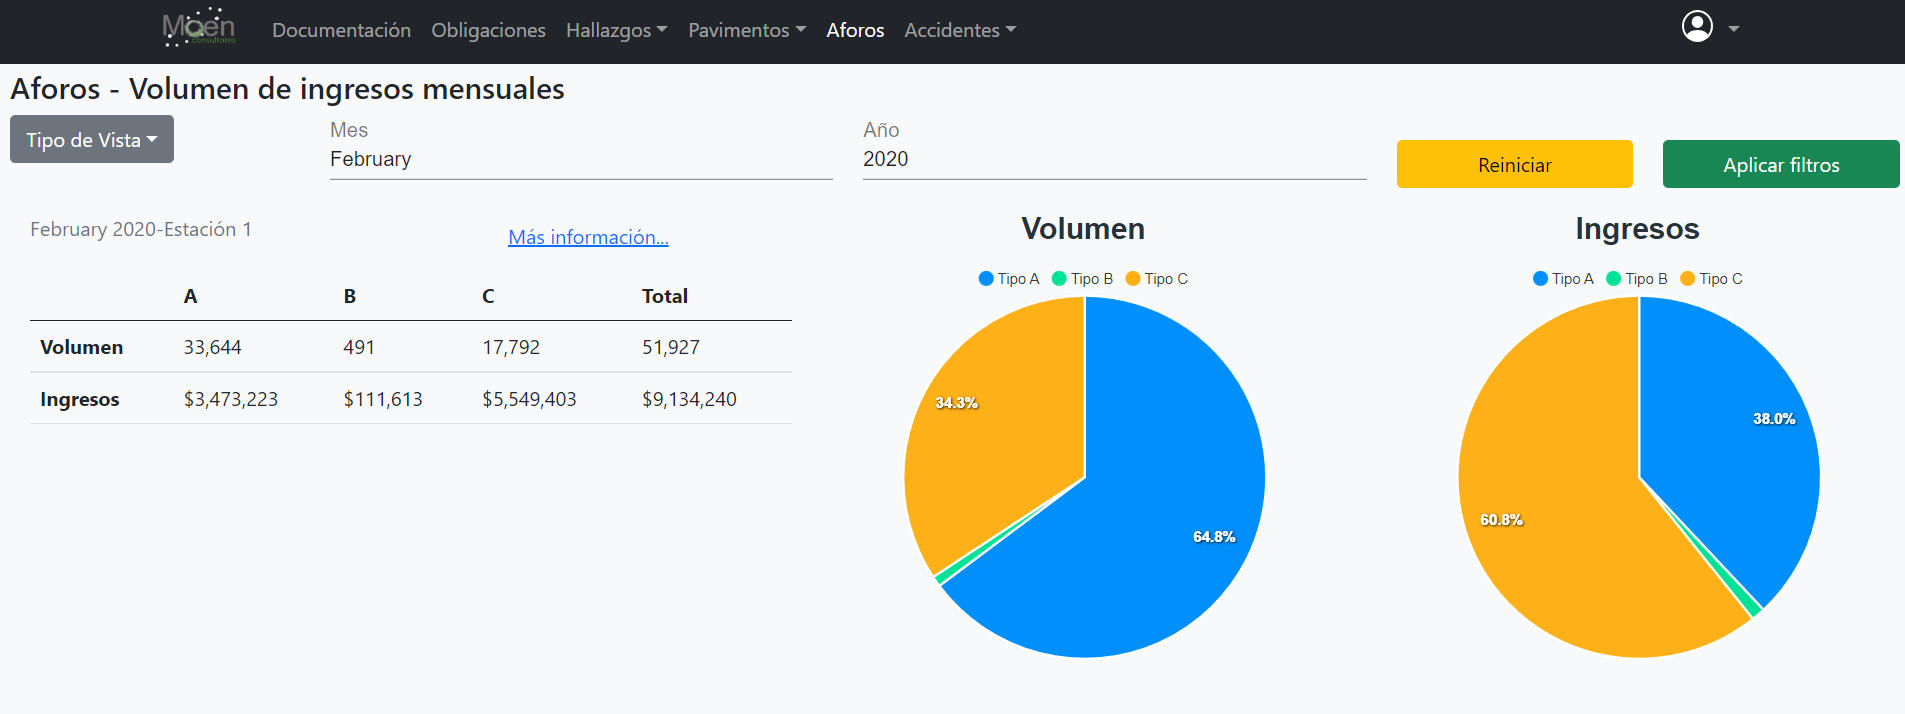 Moen
consultores
Documentación Obligaciones Hallazgos Pavimentos Aforos Accidentes
Aforos - Volumen de ingresos mensuales
Tipo de Vista
Mes
February
Año
2020
Reiniciar
Aplicar filtros
February 2020-Estación 1
Más información...
A B C Total
Volumen 33,644 491 17,792 51,927
Ingresos $3,473,223 $111,613 $5,549,403 $9,134,240
Volumen
Tipo A Tipo B Tipo C
34.3%
64.8%
Ingresos
Tipo A Tipo B Tipo C
38.0%
60.8%